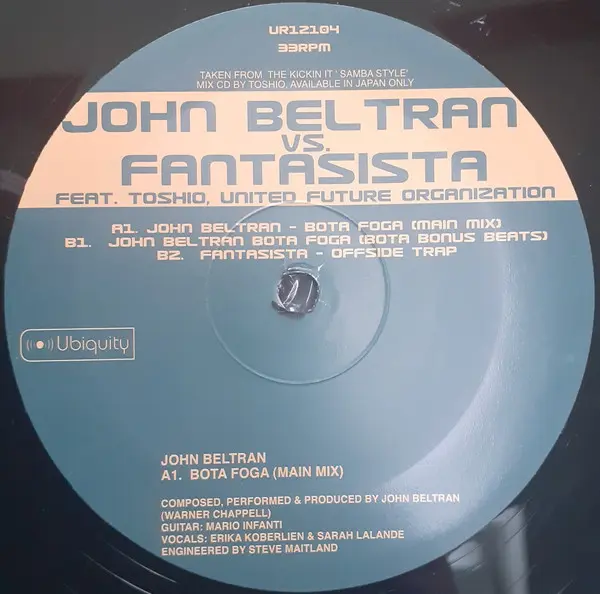 UR12104
33RPM
TAKEN FROM 'THE KICKIN IT ' SAMBA STYLE'
MIX CD BY TOSHIO, AVAILABLE IN JAPAN ONLY
JOHN BELTRAN
VS.
FANTASISTA
FEAT. TOSHIO, UNITED FUTURE ORGANIZATION
A1. JOHN BELTRAN - BOTA FOGA (MAIN MIX)
B1. JOHN BELTRAN BOTA FOGA (BOTA BONUS BEATS)
B2. FANTASISTA - OFFSIDE TRAP
Ubiquity
JOHN BELTRAN
A1. BOTA FOGA (MAIN MIX)
COMPOSED, PERFORMED & PRODUCED BY JOHN BELTRAN
(WARNER CHAPPELL)
GUITAR: MARIO INFANTI
VOCALS: ERIKA KOBERLIEN & SARAH LALANDE
ENGINEERED BY STEVE MAITLAND